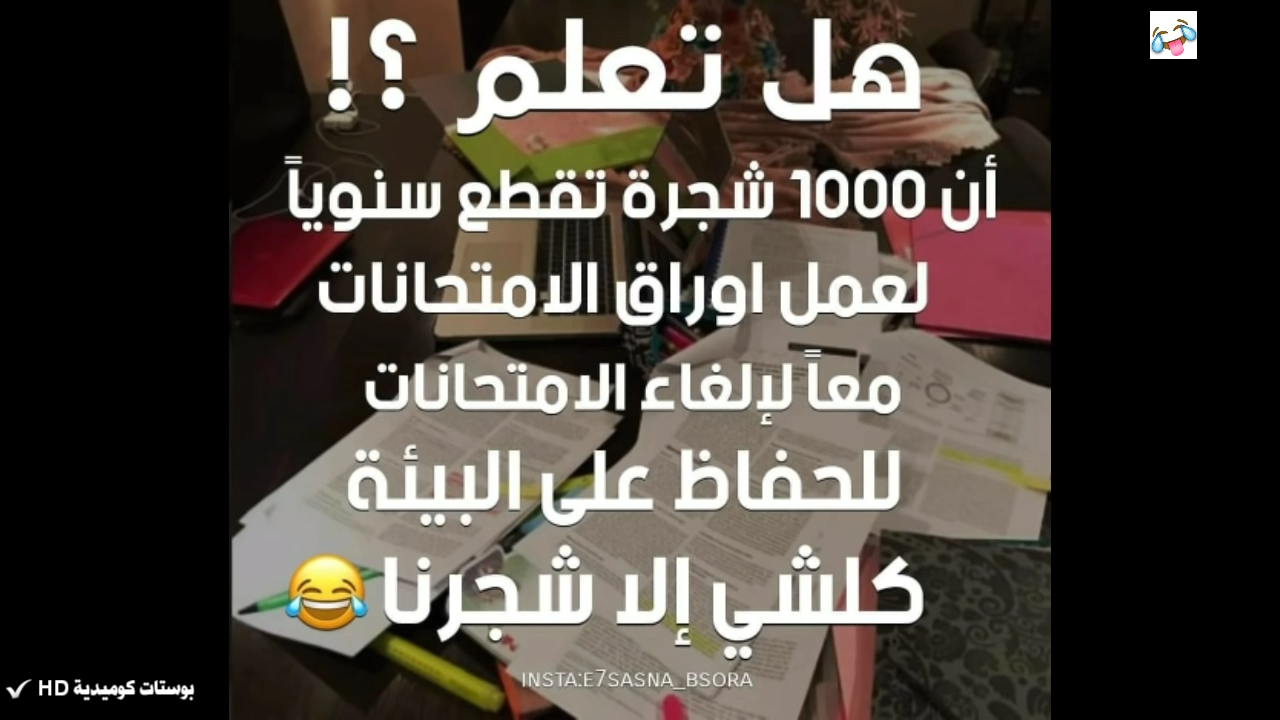 هل تعلم ؟!
أن 1000 شجرة تقطع سنوياً
لعمل اوراق الامتحانات
معاً لإلغاء الامتحانات
للحفاظ على البيئة
كلشي إلا شجرنا 😂
INSTA:E7SASNA_BSORA
بوستات كوميدية HD ✓